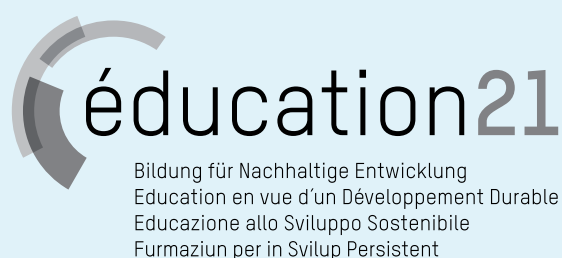 éducation21
Bildung für Nachhaltige Entwicklung
Education en vue d'un Développement Durable
Educazione allo Sviluppo Sostenibile
Furmaziun per in Svilup Persistent